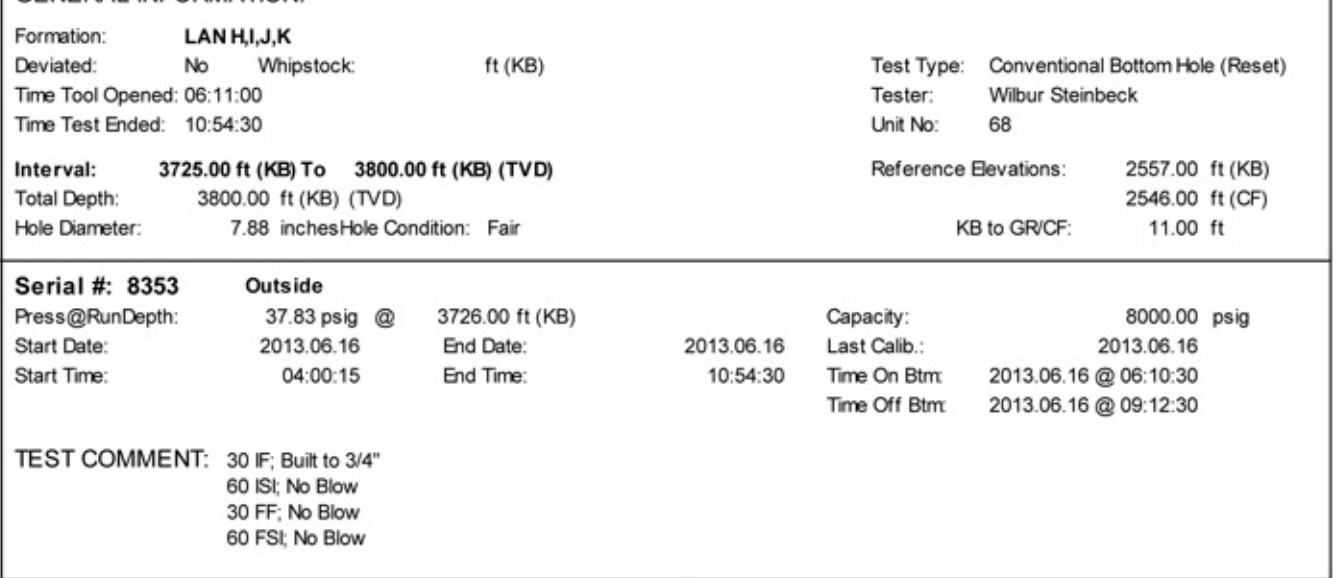 GENERAL INFORMATION:
Formation: LAN H,I,J,K
Deviated: No Whipstock: ft (KB)
Time Tool Opened: 06:11:00
Time Test Ended: 10:54:30
Test Type: Conventional Bottom Hole (Reset)
Tester: Wilbur Steinbeck
Unit No: 68
Interval: 3725.00 ft (KB) To 3800.00 ft (KB) (TVD)
Total Depth: 3800.00 ft (KB) (TVD)
Hole Diameter: 7.88 inches Hole Condition: Fair
Reference Elevations: 2557.00 ft (KB)
2546.00 ft (CF)
KB to GR/CF: 11.00 ft
Serial #: 8353 Outside
Press@RunDepth: 37.83 psig @ 3726.00 ft (KB) Capacity: 8000.00 psig
Start Date: 2013.06.16 End Date: 2013.06.16 Last Calib.: 2013.06.16
Start Time: 04:00:15 End Time: 10:54:30 Time On Btm: 2013.06.16 @ 06:10:30
Time Off Btm: 2013.06.16 @ 09:12:30
TEST COMMENT: 30 IF; Built to 3/4"
60 ISI; No Blow
30 FF; No Blow
60 FSI; No Blow